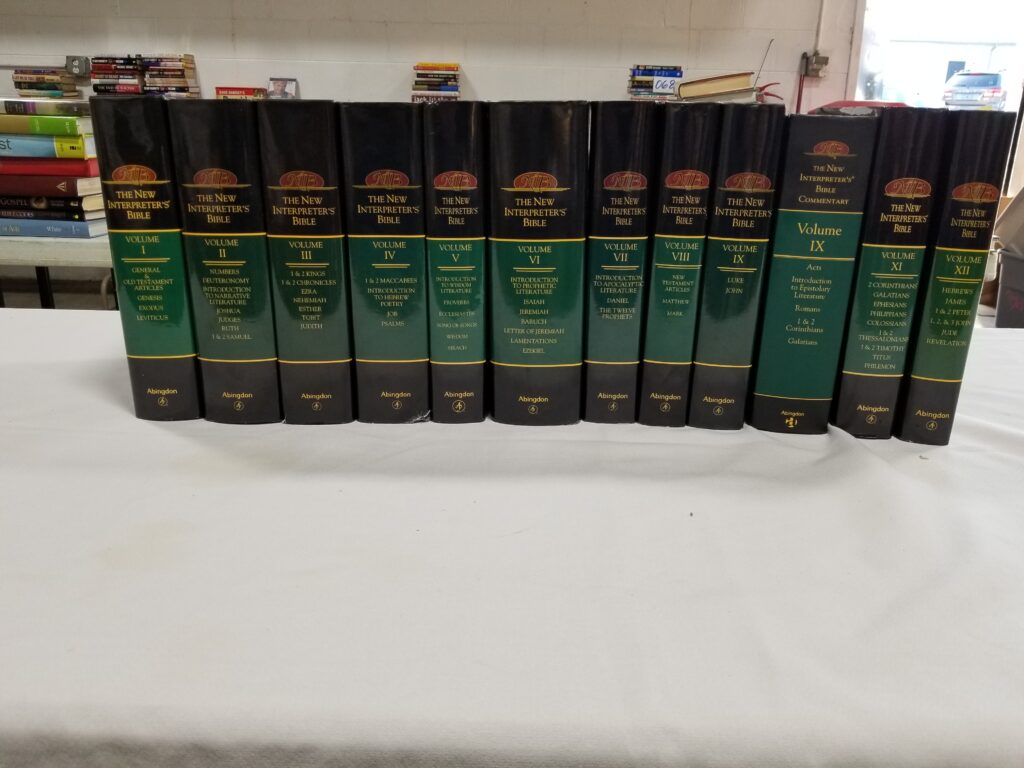 THE NEW
INTERPRETER'S
BIBLE
VOLUME
I
GENERAL
&
OLD TESTAMENT
ARTICLES
GENESIS
EXODUS
LEVITICUS
Abingdon
THE NEW
INTERPRETER'S
BIBLE
VOLUME
II
NUMBERS
DEUTERONOMY
INTRODUCTION TO
NARRATIVE
LITERATURE
JOSHUA
JUDGES
RUTH
1 & 2 SAMUEL
Abingdon
THE NEW
INTERPRETER'S
BIBLE
VOLUME
III
1 & 2 KINGS
1 & 2 CHRONICLES
EZRA
NEHEMIAH
ESTHER
TOBIT
JUDITH
Abingdon
THE NEW
INTERPRETER'S
BIBLE
VOLUME
IV
1 & 2 MACCABEES
INTRODUCTION
TO HEBREW
POETRY
JOB
PSALMS
Abingdon
THE NEW
INTERPRETER'S
BIBLE
VOLUME
V
INTRODUCTION
TO WISDOM
LITERATURE
PROVERBS
ECCLESIASTES
SONG OF SONGS
WISDOM
SIRACH
Abingdon
THE NEW
INTERPRETER'S
BIBLE
VOLUME
VI
INTRODUCTION
TO PROPHETIC
LITERATURE
ISAIAH
JEREMIAH
BARUCH
LETTER OF JEREMIAH
LAMENTATIONS
EZEKIEL
Abingdon
THE NEW
INTERPRETER'S
BIBLE
VOLUME
VII
INTRODUCTION
TO APOCALYPTIC
LITERATURE
DANIEL
THE TWELVE
PROPHETS
Abingdon
THE NEW
INTERPRETER'S
BIBLE
VOLUME
VIII
NEW
TESTAMENT
ARTICLES
MATTHEW
MARK
Abingdon
THE NEW
INTERPRETER'S
BIBLE
VOLUME
IX
LUKE
JOHN
Abingdon
THE NEW
INTERPRETER'S®
BIBLE
COMMENTARY
Volume
IX
Acts
Introduction
to Epistolary
Literature
Romans
1 & 2
Corinthians
Galatians
Abingdon
THE NEW
INTERPRETER'S
BIBLE
VOLUME
XI
2 CORINTHIANS
GALATIANS
EPHESIANS
PHILIPPIANS
COLOSSIANS
1 & 2
THESSALONIANS
1 & 2 TIMOTHY
TITUS
PHILEMON
Abingdon
THE NEW
INTERPRETER'S
BIBLE
VOLUME
XII
HEBREWS
JAMES
1 & 2 PETER
1, 2, & 3 JOHN
JUDE
REVELATION
Abingdon
068
st
GOSPEL
White